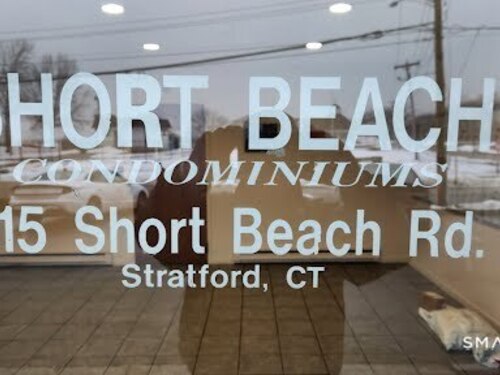 SHORT BEACH
CONDOMINIUMS
15 Short Beach Rd.
Stratford, CT